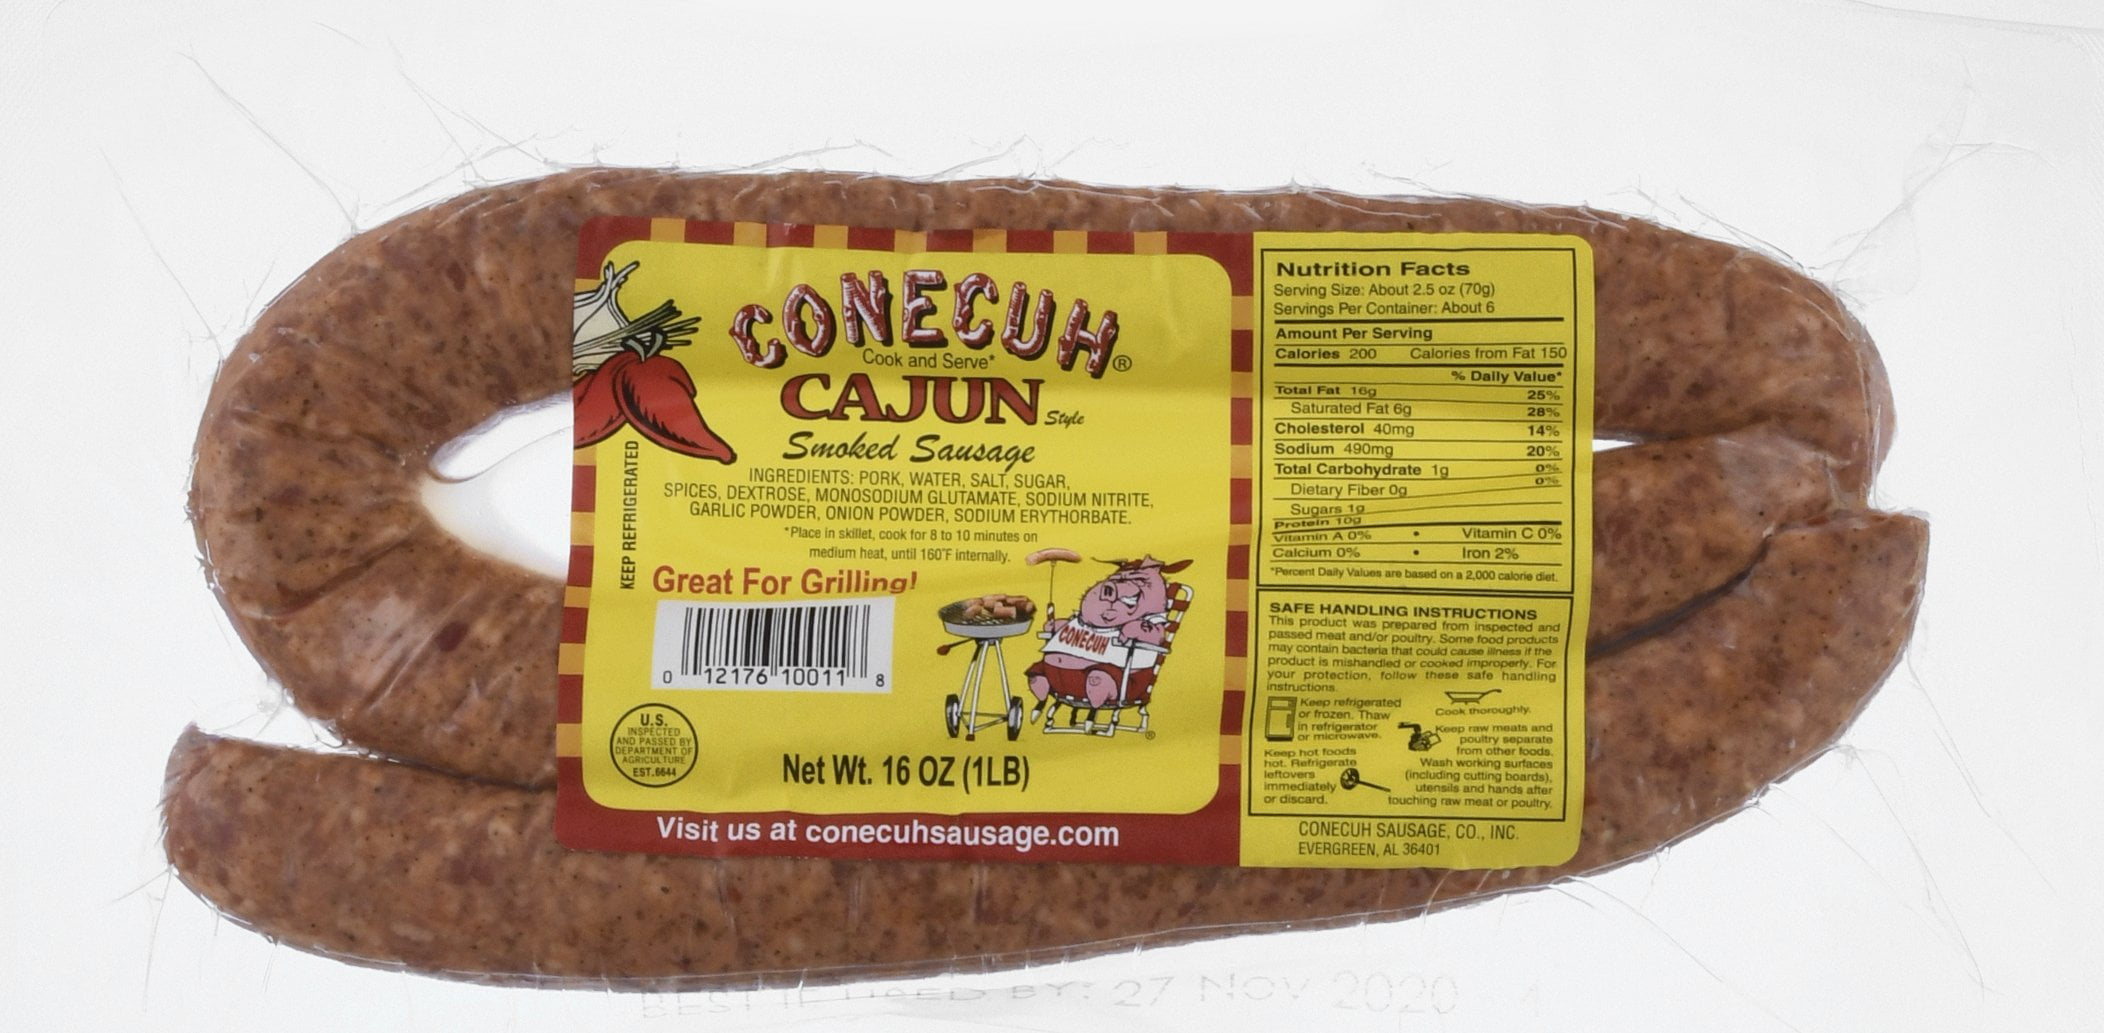 CONECUH®
Cook and Serve*
CAJUN Style
Smoked Sausage
INGREDIENTS: PORK, WATER, SALT, SUGAR,
SPICES, DEXTROSE, MONOSODIUM GLUTAMATE, SODIUM NITRITE,
GARLIC POWDER, ONION POWDER, SODIUM ERYTHORBATE.
*Place in skillet, cook for 8 to 10 minutes on
medium heat, until 160°F internally.
KEEP REFRIGERATED
Great For Grilling!
0 12176 10011 8
CONECUH
®
U.S.
INSPECTED
AND PASSED BY
DEPARTMENT OF
AGRICULTURE
EST.6644
Net Wt. 16 OZ (1LB)
Visit us at conecuhsausage.com
Nutrition Facts
Serving Size: About 2.5 oz (70g)
Servings Per Container: About 6
Amount Per Serving
Calories 200 Calories from Fat 150
% Daily Value*
Total Fat 16g 25%
Saturated Fat 6g 28%
Cholesterol 40mg 14%
Sodium 490mg 20%
Total Carbohydrate 1g 0%
Dietary Fiber 0g 0%
Sugars 1g
Protein 10g
Vitamin A 0% • Vitamin C 0%
Calcium 0% • Iron 2%
*Percent Daily Values are based on a 2,000 calorie diet.
SAFE HANDLING INSTRUCTIONS
This product was prepared from inspected and
passed meat and/or poultry. Some food products
may contain bacteria that could cause illness if the
product is mishandled or cooked improperly. For
your protection, follow these safe handling
instructions.
Keep refrigerated
or frozen. Thaw
in refrigerator
or microwave.
Cook thoroughly.
Keep raw meats and
poultry separate
from other foods.
Wash working surfaces
(including cutting boards),
utensils and hands after
touching raw meat or poultry.
Keep hot foods
hot. Refrigerate
leftovers
immediately
or discard.
CONECUH SAUSAGE, CO., INC.
EVERGREEN, AL 36401
BEST IF USED BY: 27 NOV 2020